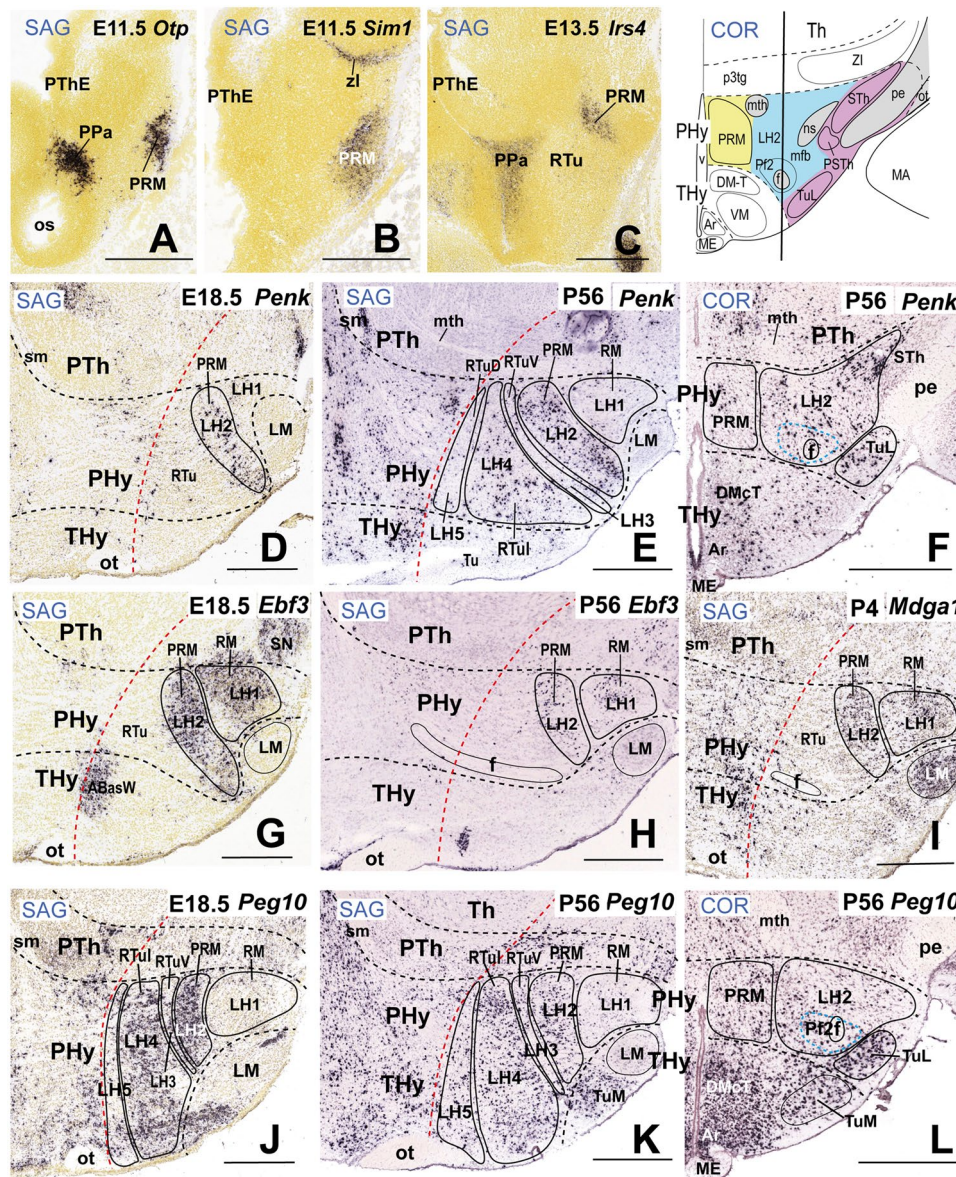 SAG E11.5 Otp
PThE
PPa
PRM
os
A
SAG E11.5 Sim1
zl
PThE
PRM
B
SAG E13.5 Irs4
PThE
PRM
PPa RTu
C
COR Th
ZI
p3tg
mth
STh
pe
ot
PHy
PRM
LH2
ns
mfb
v
Pf2
PSTh
f
MA
THy
DM-T
TuL
Ar
VM
ME
SAG E18.5 Penk
sm
PTh
PRM
LH1
LH2
LM
PHy
RTu
THy
ot
D
SAG P56 Penk
sm
mth
PTh
RTuD
RTuV
PRM
RM
LH1
LH2
LM
PHy
LH4
THy
LH5
RTuI
LH3
Tu
E
COR P56 Penk
mth
PTh
STh
PHy
pe
LH2
PRM
f
TuL
DMcT
THy
Ar
ME
F
SAG E18.5 Ebf3
PTh
RM
SN
PRM
LH1
PHy
LH2
RTu
LM
THy
ABasW
ot
G
SAG P56 Ebf3
PTh
PRM
RM
PHy
LH1
LH2
LM
f
THy
ot
H
SAG P4 Mdga1
sm
PTh
PRM
RM
RTu
LH1
PHy
LH2
f
LM
THy
ot
I
SAG E18.5 Peg10
sm
PTh
RTuI
RTuV
PRM
RM
LH1
LH2
PHy
LH4
LH3
LM
LH5
ot
J
SAG P56 Peg10
Th
sm
PTh
RTuI
RTuV
PRM
RM
LH2
LH1
PHy
LH4
LH3
LM
THy
LH5
TuM
ot
K
COR P56 Peg10
mth
pe
PHy
PRM
LH2
Pf2f
THy
TuL
DMcT
TuM
Ar
ME
L